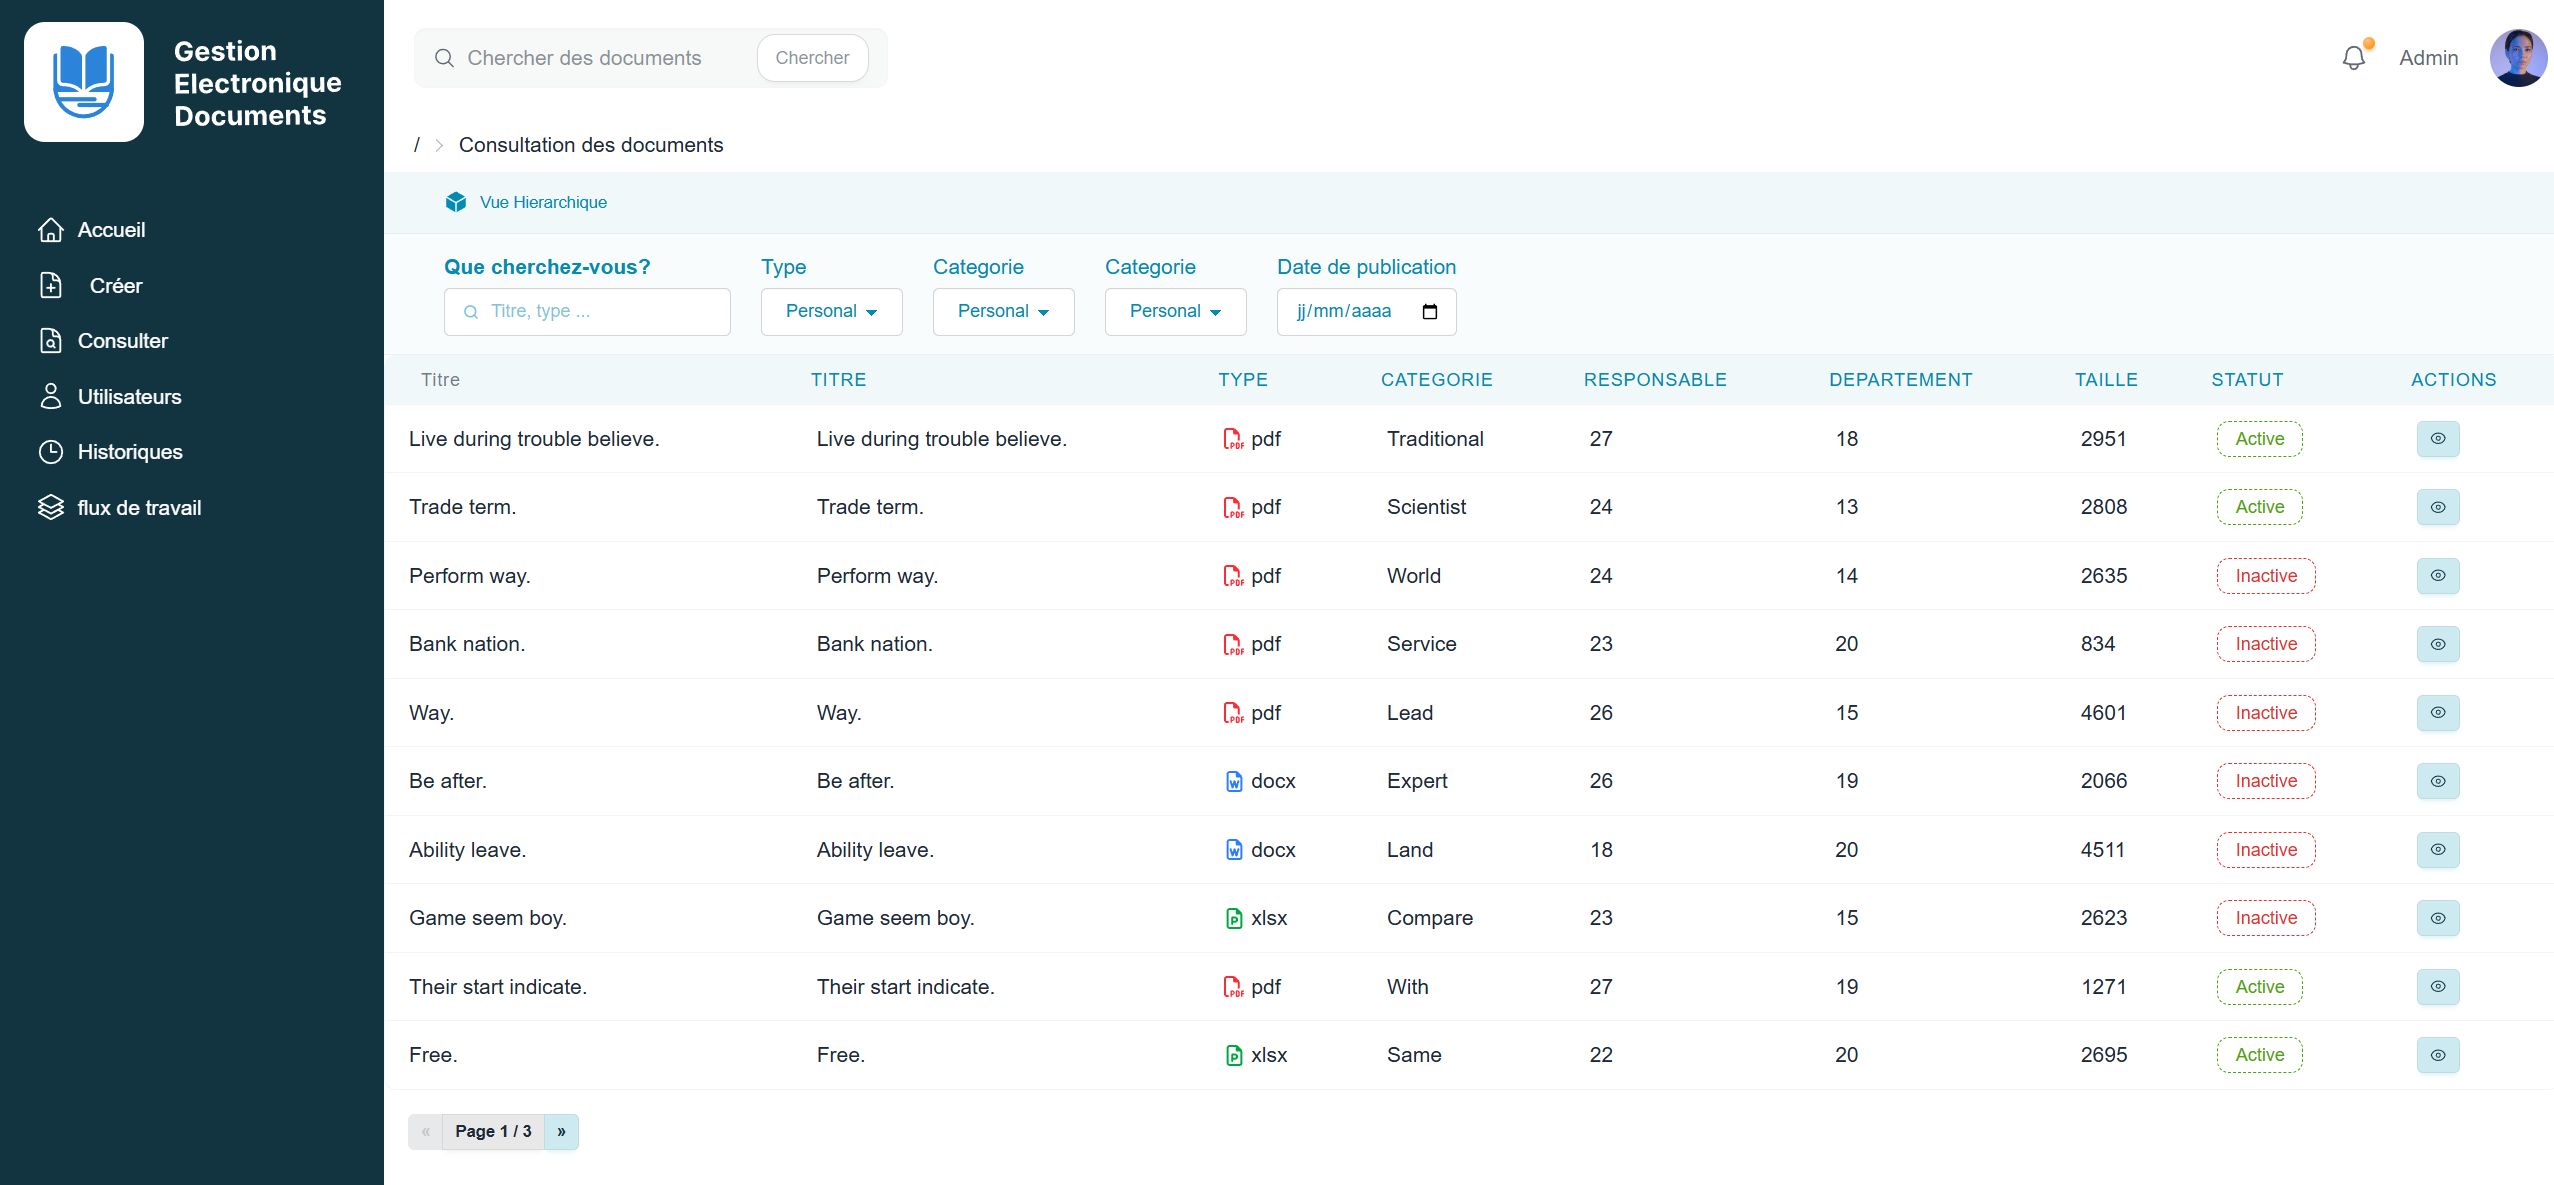 Gestion
Electronique
Documents
Chercher des documents
Chercher
Admin
/ > Consultation des documents
Accueil
Créer
Consulter
Utilisateurs
Historiques
flux de travail
Vue Hierarchique
Que cherchez-vous? Type Categorie Categorie Date de publication
Titre, type ... Personal Personal Personal jj/mm/aaaa
Titre TITRE TYPE CATEGORIE RESPONSABLE DEPARTEMENT TAILLE STATUT ACTIONS
Live during trouble believe. Live during trouble believe. PDF pdf Traditional 27 18 2951 Active
Trade term. Trade term. PDF pdf Scientist 24 13 2808 Active
Perform way. Perform way. PDF pdf World 24 14 2635 Inactive
Bank nation. Bank nation. PDF pdf Service 23 20 834 Inactive
Way. Way. PDF pdf Lead 26 15 4601 Inactive
Be after. Be after. W docx Expert 26 19 2066 Inactive
Ability leave. Ability leave. W docx Land 18 20 4511 Inactive
Game seem boy. Game seem boy. P xlsx Compare 23 15 2623 Inactive
Their start indicate. Their start indicate. PDF pdf With 27 19 1271 Active
Free. Free. P xlsx Same 22 20 2695 Active
« Page 1 / 3 »